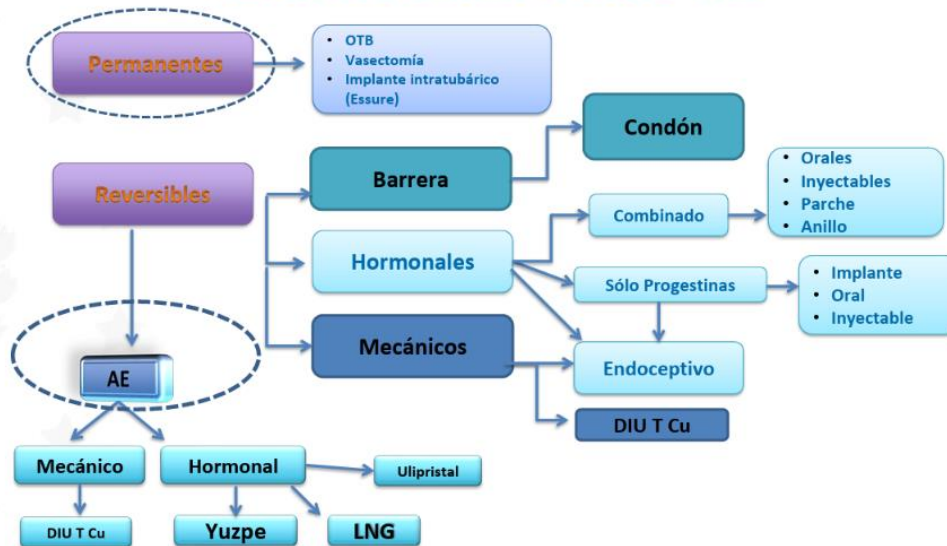 Permanentes
• OTB
• Vasectomía
• Implante intratubárico
(Essure)
Reversibles
Barrera
Condón
Hormonales
Combinado
• Orales
• Inyectables
• Parche
• Anillo
Sólo Progestinas
• Implante
• Oral
• Inyectable
Mecánicos
Endoceptivo
DIU T Cu
AE
Mecánico
Hormonal
Ulipristal
DIU T Cu
Yuzpe
LNG